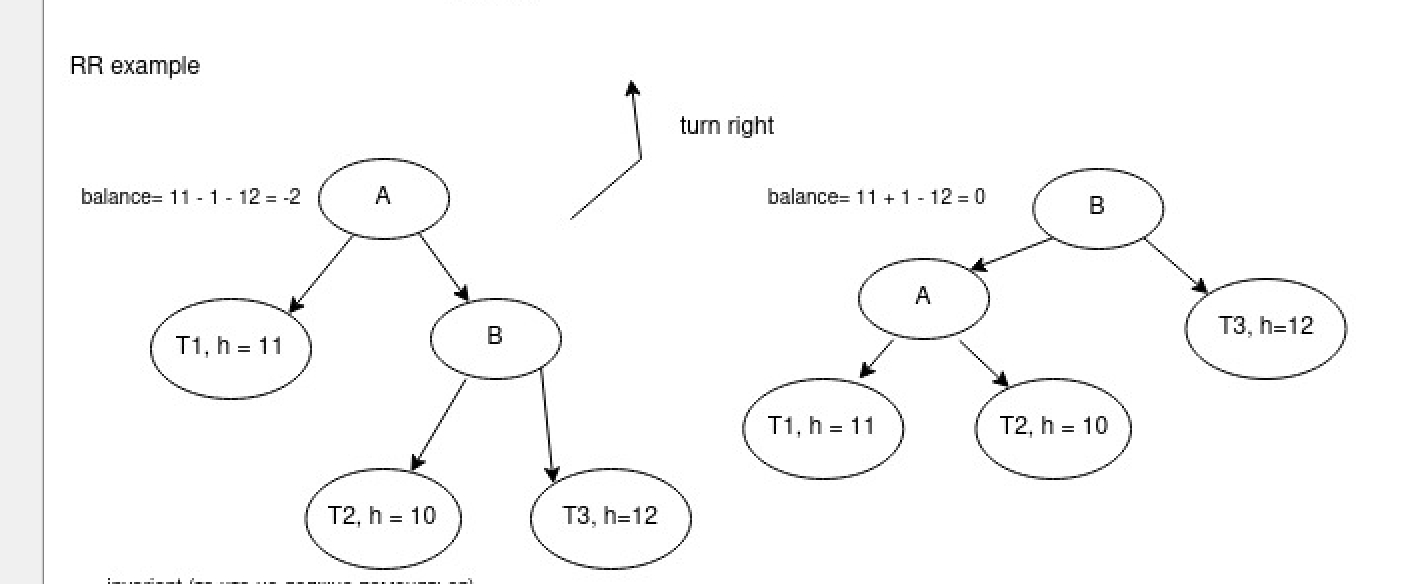 RR example
turn right
balance= 11 - 1 - 12 = -2
A
balance= 11 + 1 - 12 = 0
B
A
T3, h=12
T1, h = 11
B
T1, h = 11
T2, h = 10
T2, h = 10
T3, h=12